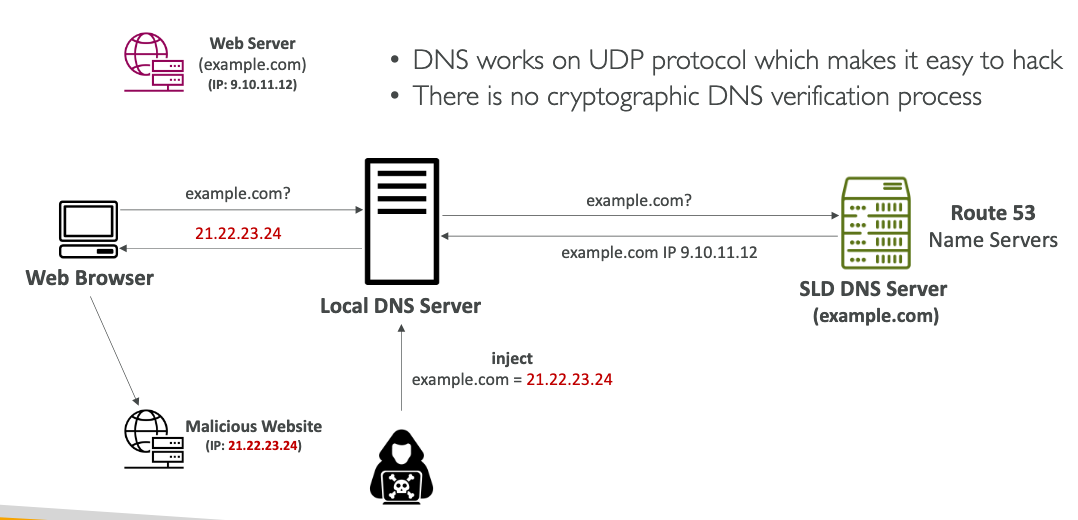 Web Server
(example.com)
(IP: 9.10.11.12)
• DNS works on UDP protocol which makes it easy to hack
• There is no cryptographic DNS verification process
example.com?
21.22.23.24
Web Browser
Local DNS Server
example.com?
example.com IP 9.10.11.12
Route 53
Name Servers
SLD DNS Server
(example.com)
inject
example.com = 21.22.23.24
Malicious Website
(IP: 21.22.23.24)